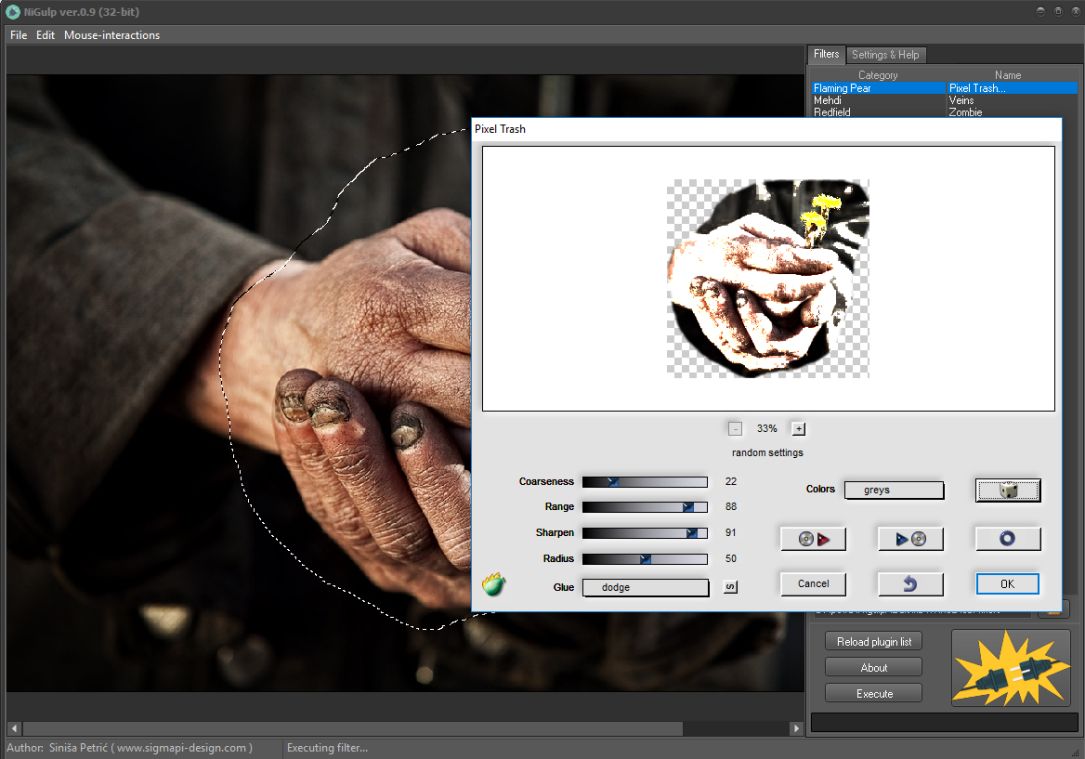 NiGulp ver.0.9 (32-bit)
File Edit Mouse-interactions
Filters Settings & Help
Category Name
Flaming Pear Pixel Trash...
Mehdi Veins
Redfield Zombie
Pixel Trash
- 33% +
random settings
Coarseness 22
Range 88
Sharpen 91
Radius 50
Glue dodge
Colors greys
Cancel
OK
Reload plugin list
About
Execute
Author: Siniša Petrić ( www.sigmapi-design.com ) Executing filter...